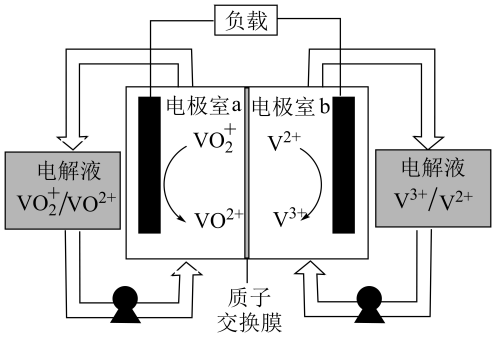 负载
电极室a
电极室b
VO₂⁺
VO²⁺
V²⁺
V³⁺
电解液
VO₂⁺/VO²⁺
电解液
V³⁺/V²⁺
质子
交换膜